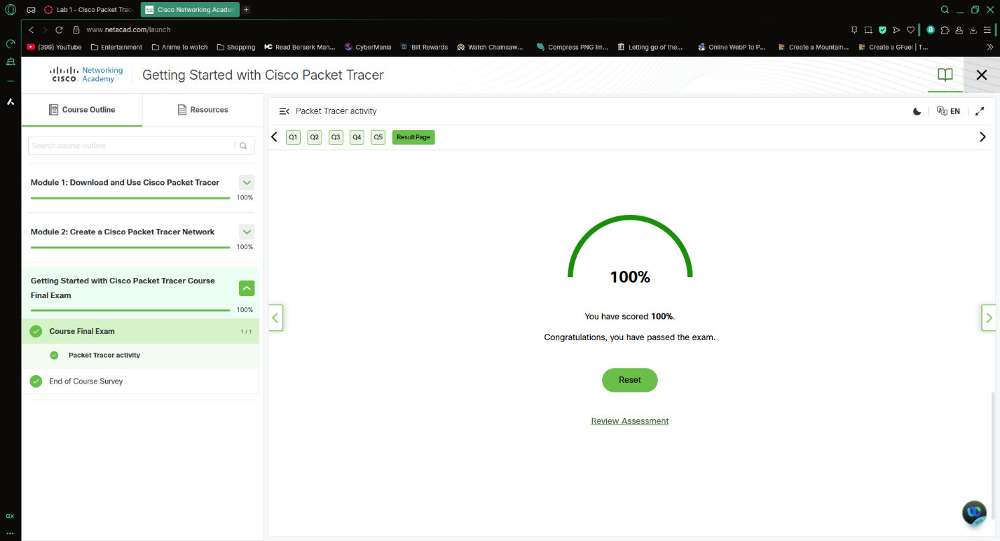 Lab 1 - Cisco Packet Trace
Cisco Networking Academ
www.netacad.com/launch
(399) YouTube
Entertainment
Anime to watch
Shopping
MC Read Berserk Man...
CyberMania
Bilt Rewards
Watch Chainsaw...
Compress PNG Im...
Letting go of the...
Online WebP to P...
Create a Mountain...
Create a GFuel | T...
CISCO Networking Academy
Getting Started with Cisco Packet Tracer
Course Outline
Resources
Packet Tracer activity
EN
Search course outline
Q1 Q2 Q3 Q4 Q5 Result Page
Module 1: Download and Use Cisco Packet Tracer
100%
Module 2: Create a Cisco Packet Tracer Network
100%
Getting Started with Cisco Packet Tracer Course
Final Exam
100%
Course Final Exam
1 / 1
Packet Tracer activity
End of Course Survey
100%
You have scored 100%.
Congratulations, you have passed the exam.
Reset
Review Assessment
GX